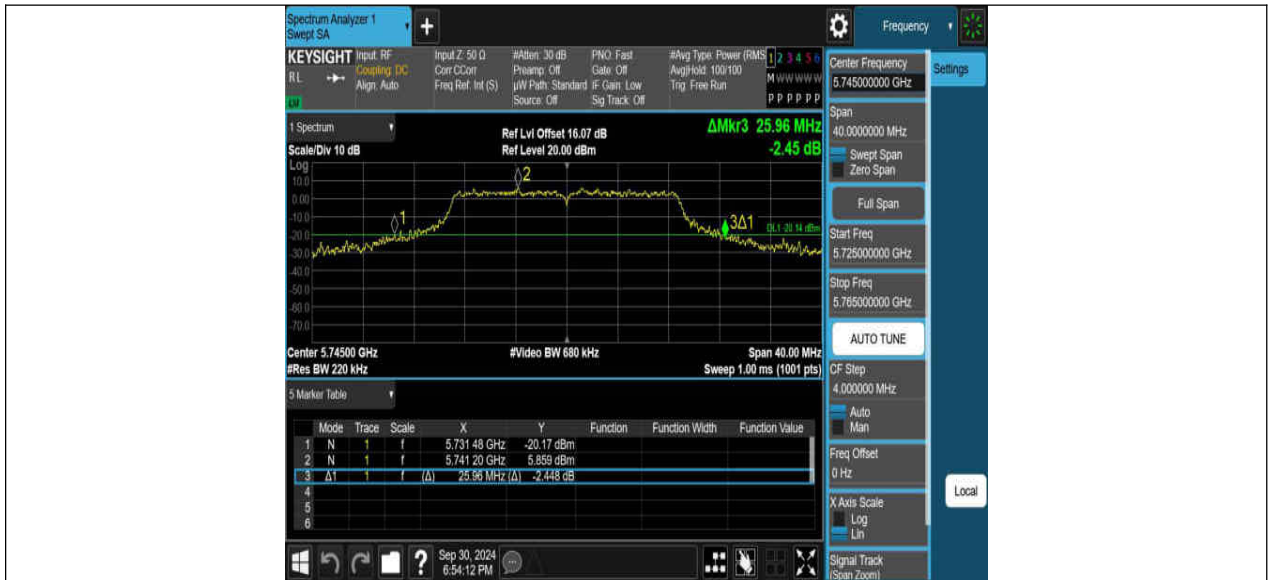 Spectrum Analyzer 1
Swept SA
+
Frequency
KEYSIGHT Input: RF Input Z: 50 Ω #Atten: 30 dB PNO: Fast #Avg Type: Power (RMS 1 2 3 4 5 6
RL Coupling: DC Corr CCorr Preamp: Off Gate: Off Avg|Hold: 100/100 M W W W W W
Align: Auto Freq Ref: Int (S) µW Path: Standard IF Gain: Low Trig: Free Run
Source: Off Sig Track: Off P P P P P P
1 Spectrum
Ref Lvl Offset 16.07 dB
ΔMkr3 25.96 MHz
Scale/Div 10 dB
Ref Level 20.00 dBm
-2.45 dB
Log
10.0
0.00
-10.0
-20.0
-30.0
-40.0
-50.0
-60.0
-70.0
1
2
3Δ1
DL1 -20.14 dBm
Center 5.74500 GHz
#Video BW 680 kHz
Span 40.00 MHz
#Res BW 220 kHz
Sweep 1.00 ms (1001 pts)
5 Marker Table
Mode Trace Scale X Y Function Function Width Function Value
1 N 1 f 5.731 48 GHz -20.17 dBm
2 N 1 f 5.741 20 GHz 5.859 dBm
3 Δ1 1 f (Δ) 25.96 MHz (Δ) -2.448 dB
4
5
6
?
Sep 30, 2024
6:54:12 PM
Center Frequency
5.745000000 GHz
Span
40.0000000 MHz
Swept Span
Zero Span
Full Span
Start Freq
5.725000000 GHz
Stop Freq
5.765000000 GHz
AUTO TUNE
CF Step
4.000000 MHz
Auto
Man
Freq Offset
0 Hz
X Axis Scale
Log
Lin
Signal Track
(Span Zoom)
Settings
Local